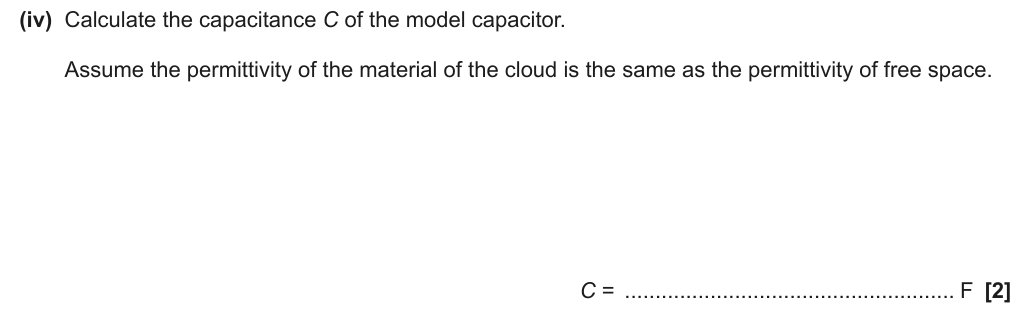 (iv) Calculate the capacitance C of the model capacitor.
Assume the permittivity of the material of the cloud is the same as the permittivity of free space.
C = ...................................................... F [2]